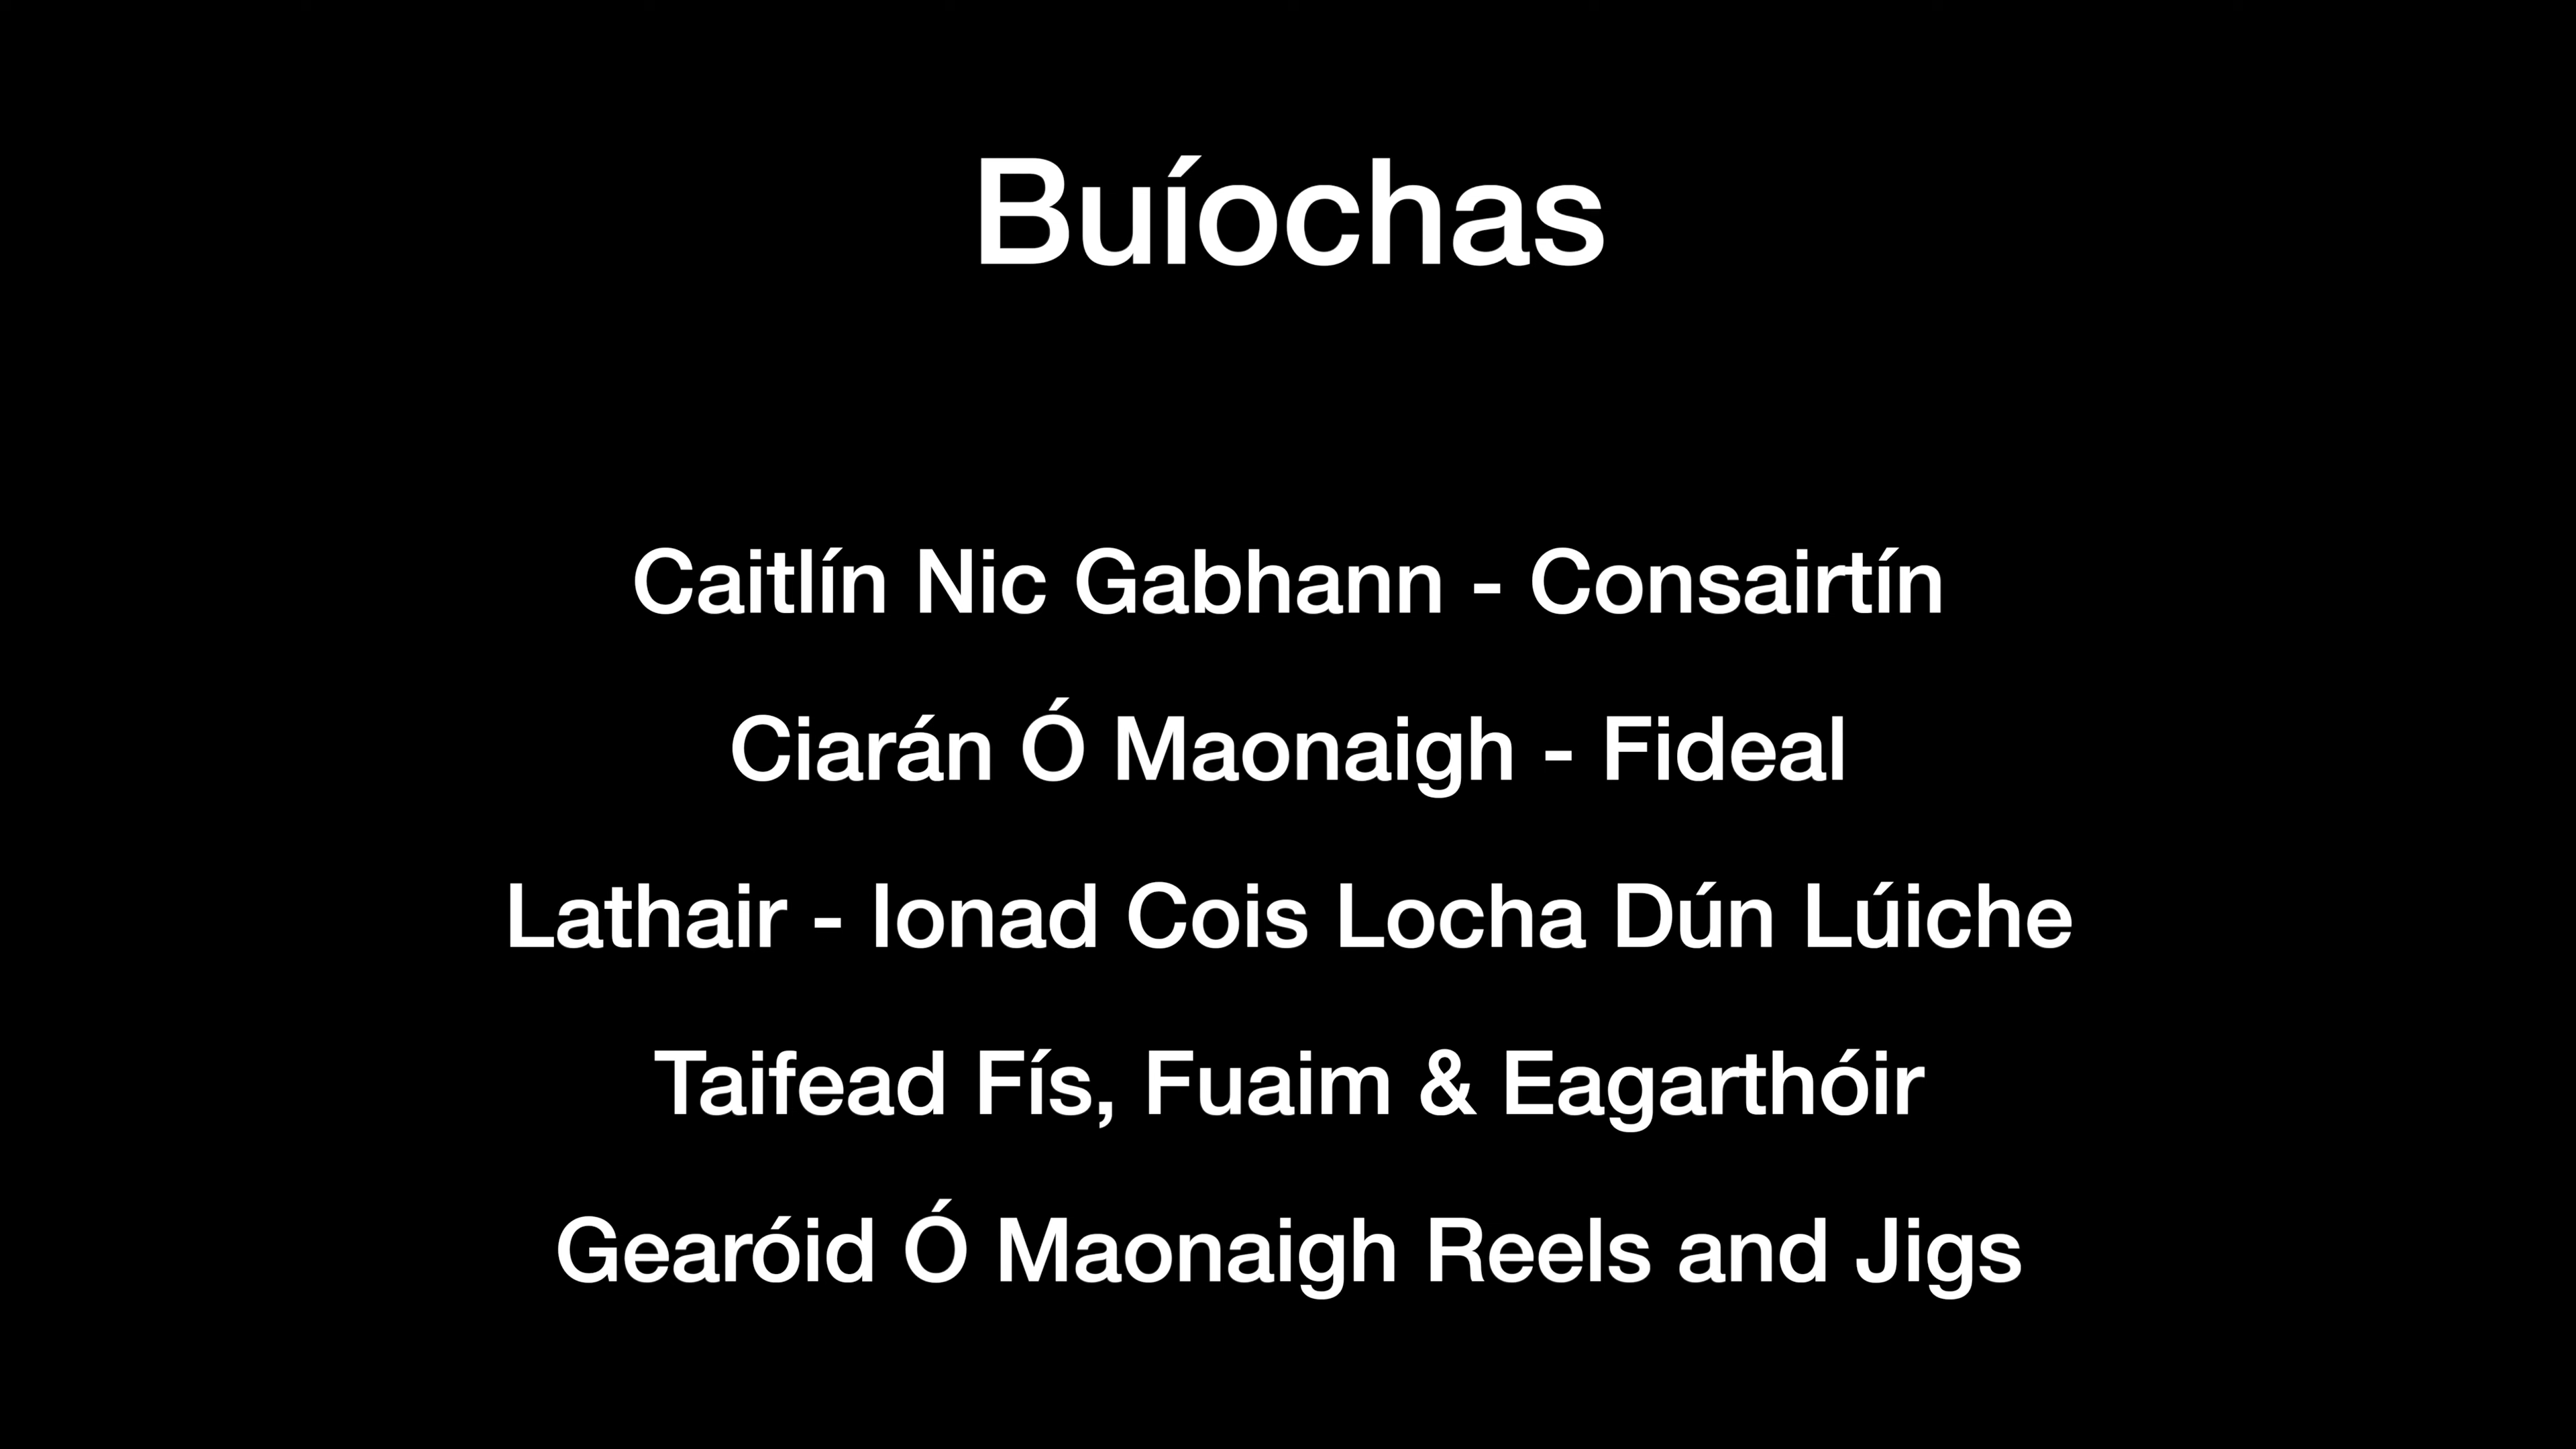 Buíochas
Caitlín Nic Gabhann - Consairtín
Ciarán Ó Maonaigh - Fideal
Lathair - Ionad Cois Locha Dún Lúiche
Taifead Fís, Fuaim & Eagarthóir
Gearóid Ó Maonaigh Reels and Jigs